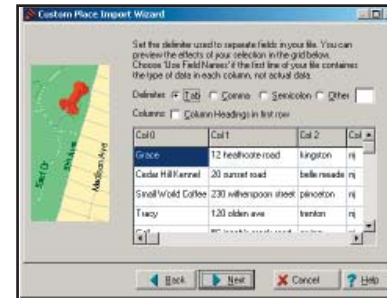 Custom Place Import Wizard
Set the delimiter used to separate fields in your file. You can
preview the effects of your selection in the grid below.
Choose 'Use Field Names' if the first line of your file contains
the type of data in each column, not actual data.
Delimiter: Tab Comma Semicolon Other
Columns: Column Headings in first row
Col 0 Col 1 Col 2 Col
Grace 12 heathcote road kingston nj
Cedar Hill Kennel 20 sunset road belle meade nj
Small World Coffee 230 witherspoon street princeton nj
Tracy 120 olden ave trenton nj
51st Dr
5th Ave
Madison Ave
Back Next Cancel Help